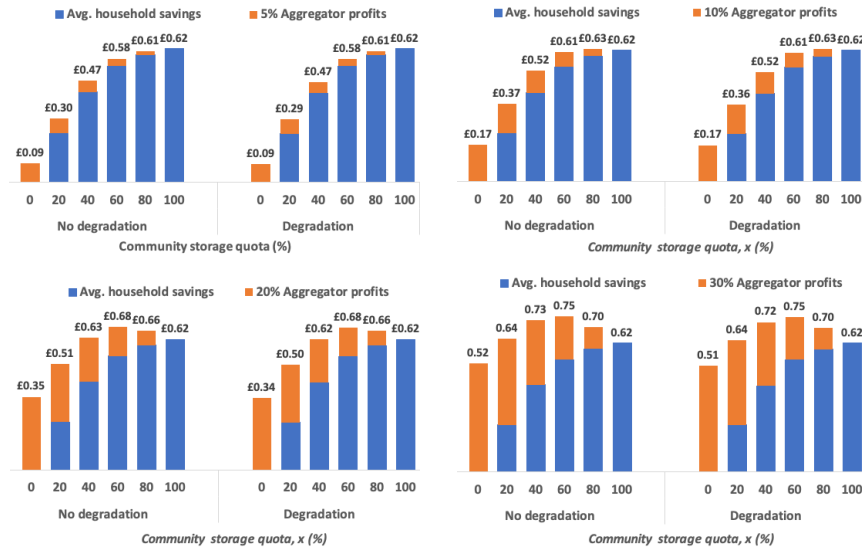 Avg. household savings 5% Aggregator profits
£0.09 £0.30 £0.47 £0.58 £0.61 £0.62 £0.09 £0.29 £0.47 £0.58 £0.61 £0.62
0 20 40 60 80 100 0 20 40 60 80 100
No degradation Degradation
Community storage quota (%)
Avg. household savings 10% Aggregator profits
£0.17 £0.37 £0.52 £0.61 £0.63 £0.62 £0.17 £0.36 £0.52 £0.61 £0.63 £0.62
0 20 40 60 80 100 0 20 40 60 80 100
No degradation Degradation
Community storage quota, x (%)
Avg. household savings 20% Aggregator profits
£0.35 £0.51 £0.63 £0.68 £0.66 £0.62 £0.34 £0.50 £0.62 £0.68 £0.66 £0.62
0 20 40 60 80 100 0 20 40 60 80 100
No degradation Degradation
Community storage quota, x (%)
Avg. household savings 30% Aggregator profits
0.52 0.64 0.73 0.75 0.70 0.62 0.51 0.64 0.72 0.75 0.70 0.62
0 20 40 60 80 100 0 20 40 60 80 100
No degradation Degradation
Community storage quota, x (%)